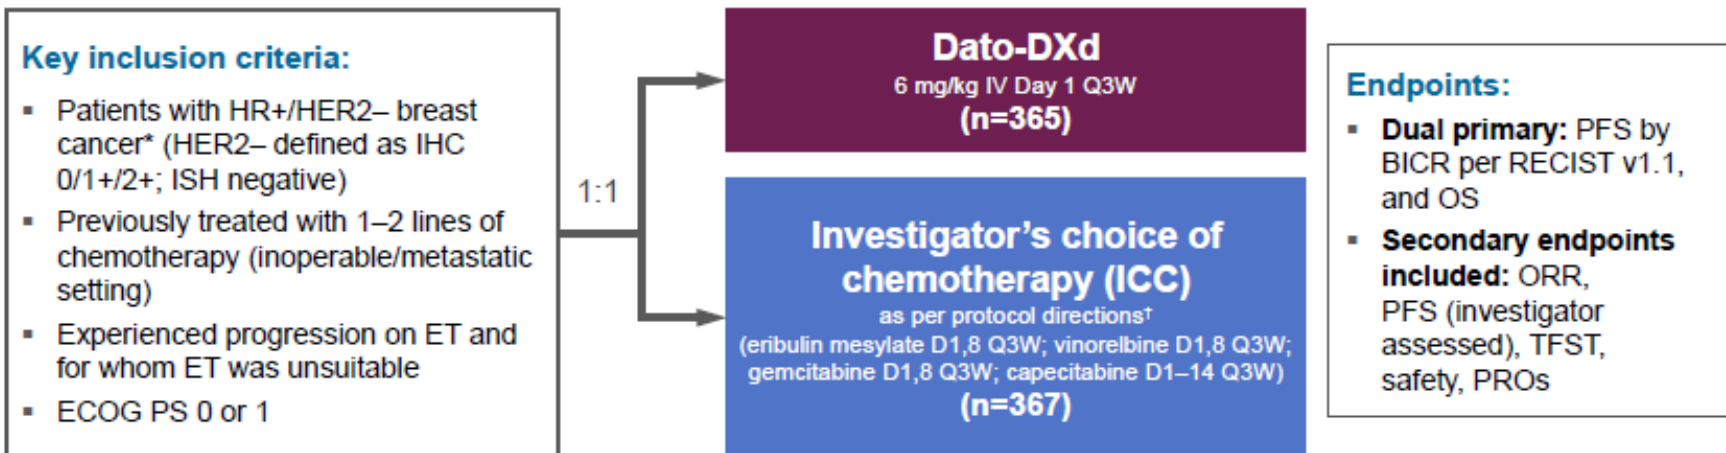 Key inclusion criteria:
▪ Patients with HR+/HER2– breast
cancer* (HER2– defined as IHC
0/1+/2+; ISH negative)
▪ Previously treated with 1–2 lines of
chemotherapy (inoperable/metastatic
setting)
▪ Experienced progression on ET and
for whom ET was unsuitable
▪ ECOG PS 0 or 1
1:1
Dato-DXd
6 mg/kg IV Day 1 Q3W
(n=365)
Investigator's choice of
chemotherapy (ICC)
as per protocol directions†
(eribulin mesylate D1,8 Q3W; vinorelbine D1,8 Q3W;
gemcitabine D1,8 Q3W; capecitabine D1–14 Q3W)
(n=367)
Endpoints:
▪ Dual primary: PFS by
BICR per RECIST v1.1,
and OS
▪ Secondary endpoints
included: ORR,
PFS (investigator
assessed), TFST,
safety, PROs